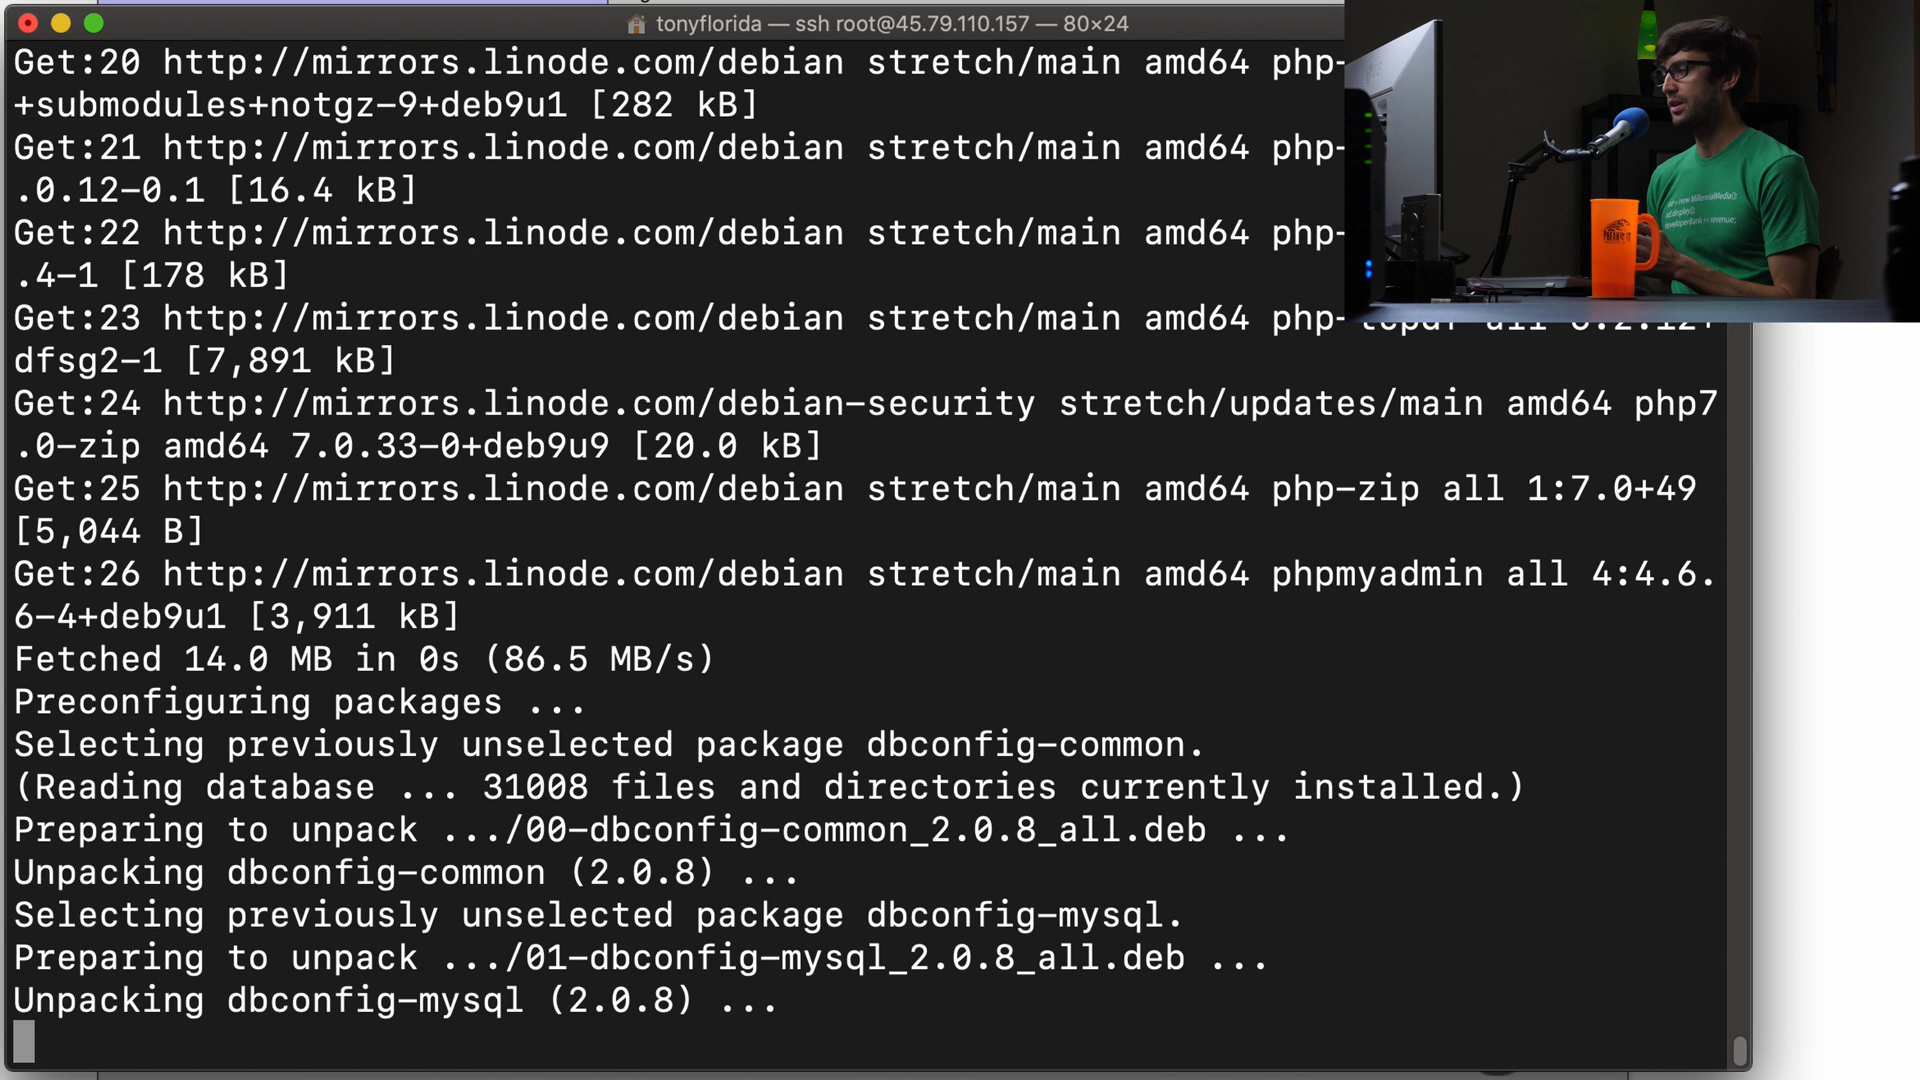 tonyflorida — ssh root@45.79.110.157 — 80×24
Get:20 http://mirrors.linode.com/debian stretch/main amd64 php-
+submodules+notgz-9+deb9u1 [282 kB]
Get:21 http://mirrors.linode.com/debian stretch/main amd64 php-
.0.12-0.1 [16.4 kB]
Get:22 http://mirrors.linode.com/debian stretch/main amd64 php-
.4-1 [178 kB]
Get:23 http://mirrors.linode.com/debian stretch/main amd64 php-
dfsg2-1 [7,891 kB]
Get:24 http://mirrors.linode.com/debian-security stretch/updates/main amd64 php7
.0-zip amd64 7.0.33-0+deb9u9 [20.0 kB]
Get:25 http://mirrors.linode.com/debian stretch/main amd64 php-zip all 1:7.0+49
[5,044 B]
Get:26 http://mirrors.linode.com/debian stretch/main amd64 phpmyadmin all 4:4.6.
6-4+deb9u1 [3,911 kB]
Fetched 14.0 MB in 0s (86.5 MB/s)
Preconfiguring packages ...
Selecting previously unselected package dbconfig-common.
(Reading database ... 31008 files and directories currently installed.)
Preparing to unpack .../00-dbconfig-common_2.0.8_all.deb ...
Unpacking dbconfig-common (2.0.8) ...
Selecting previously unselected package dbconfig-mysql.
Preparing to unpack .../01-dbconfig-mysql_2.0.8_all.deb ...
Unpacking dbconfig-mysql (2.0.8) ...
ad = new MillennialMedia();
ad.display();
developerBank += revenue;